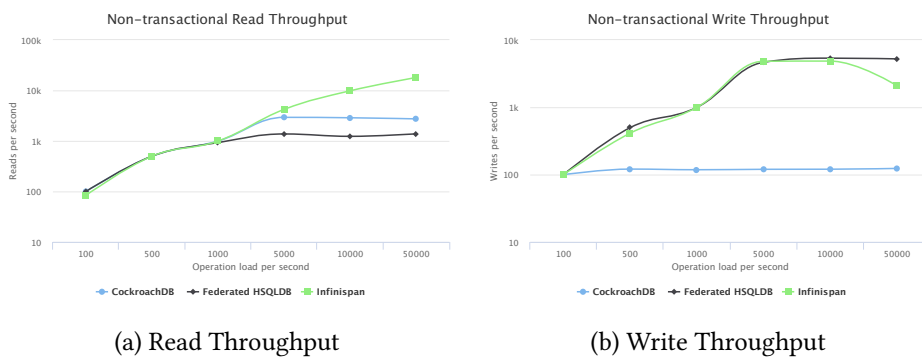 Non-transactional Read Throughput
100k
10k
1k
100
10
Reads per second
100 500 1000 5000 10000 50000
Operation load per second
CockroachDB Federated HSQLDB Infinispan
(a) Read Throughput
Non-transactional Write Throughput
10k
1k
100
10
Writes per second
100 500 1000 5000 10000 50000
Operation load per second
CockroachDB Federated HSQLDB Infinispan
(b) Write Throughput